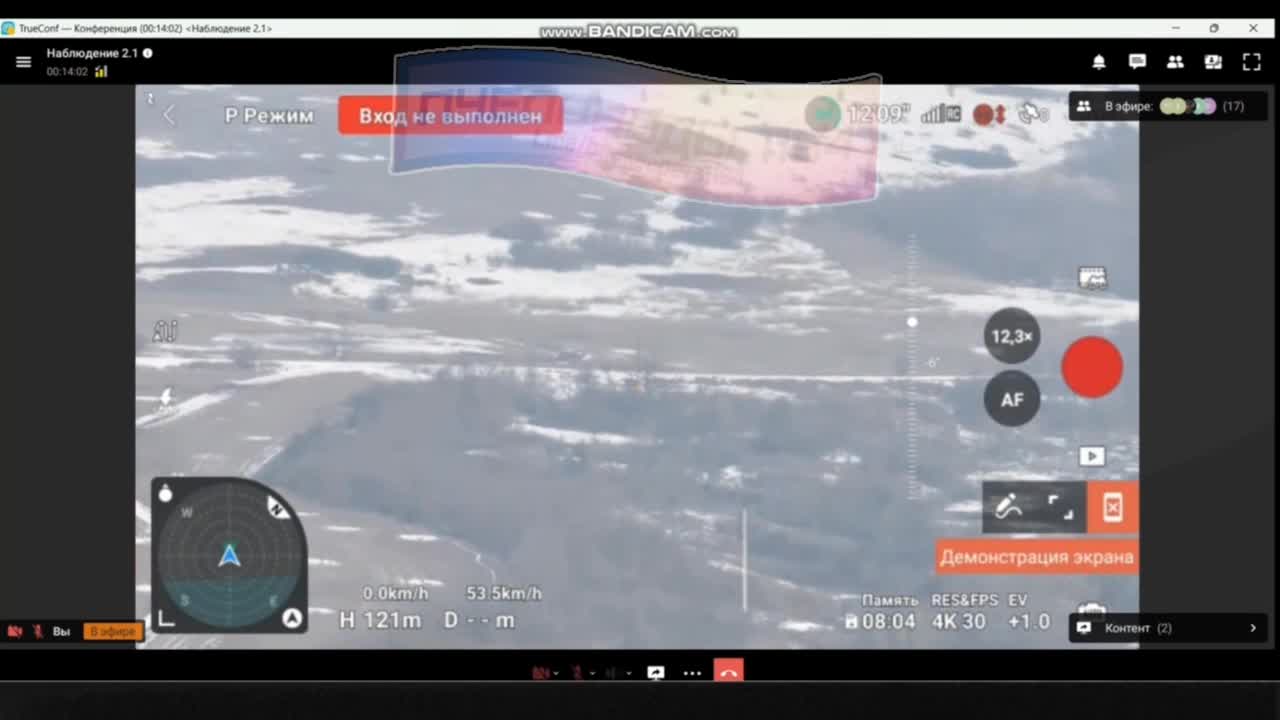 TrueConf — Конференция (00:14:02) <Наблюдение 2.1>
www.BANDICAM.com
Наблюдение 2.1
00:14:02
Р Режим
Вход не выполнен
12'09"
RC
В эфире: (17)
-6°
12,3×
AF
N
W
S
E
Демонстрация экрана
0.0km/h 53.5km/h
H 121m D - - m
Память RES&FPS EV
08:04 4K 30 +1.0
Вы В эфире
Контент (2)